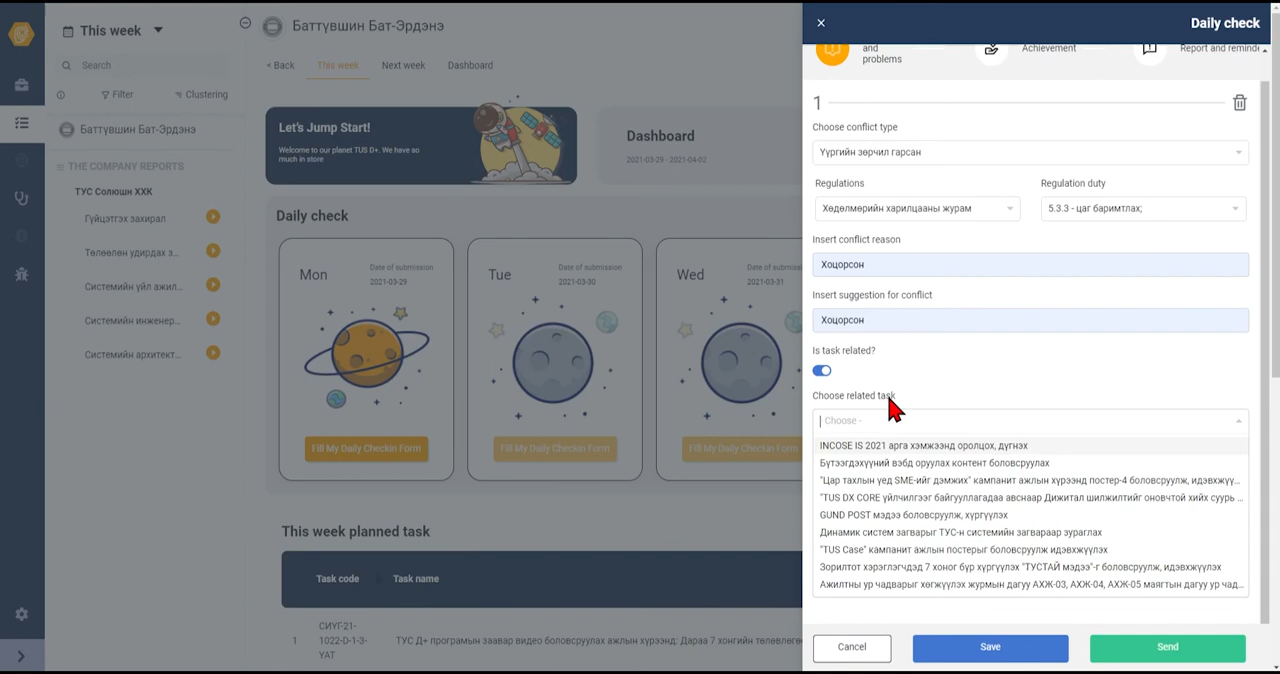 This week
Search
Filter
Clustering
Баттүвшин Бат-Эрдэнэ
THE COMPANY REPORTS
ТУС Солюшн ХХК
Гүйцэтгэх захирал
Төлөөлөн удирдах з...
Системийн үйл ажил...
Системийн инженер...
Системийн архитект...
Баттүвшин Бат-Эрдэнэ
< Back
This week
Next week
Dashboard
Let's Jump Start!
Welcome to our planet TUS D+. We have so
much in store
Dashboard
2021-03-29 - 2021-04-02
Daily check
Mon
Date of submission
2021-03-29
Fill My Daily Checkin Form
Tue
Date of submission
2021-03-30
Fill My Daily Checkin Form
Wed
Date of submission
2021-03-31
Fill My Daily Checkin Form
This week planned task
Task code
Task name
1
СИУГ-21-
1022-D-1-3-
YAT
ТУС Д+ програмын заавар видео боловсруулах ажлын хүрээнд: Дараа 7 хонгийн төлөвлөгөө
Daily check
and
problems
Achievement
Report and reminde
1
Choose conflict type
Үүргийн зөрчил гарсан
Regulations
Regulation duty
Хөдөлмөрийн харилцааны журам
5.3.3 - цаг баримтлах;
Insert conflict reason
Хоцорсон
Insert suggestion for conflict
Хоцорсон
Is task related?
Choose related task
Choose -
INCOSE IS 2021 арга хэмжээнд оролцох, дүгнэх
Бүтээгдэхүүний вэбд оруулах контент боловсруулах
"Цар тахлын үед SME-ийг дэмжих" кампанит ажлын хүрээнд постер-4 боловсруулж, идэвхжүү...
"TUS DX CORE үйлчилгээг байгууллагадаа авснаар Дижитал шилжилтийг оновчтой хийх суурь ...
GUND POST мэдээ боловсруулж, хүргүүлэх
Динамик систем загварыг ТУС-н системийн загвараар зураглах
"TUS Case" кампанит ажлын постерыг боловсруулж идэвхжүүлэх
Зорилтот хэрэглэгчдэд 7 хоног бүр хүргүүлэх "ТУСТАЙ мэдээ"-г боловсруулж, идэвхжүүлэх
Ажилтны ур чадварыг хөгжүүлэх журмын дагуу АХЖ-03, АХЖ-04, АХЖ-05 маягтын дагуу ур чад...
Cancel
Save
Send